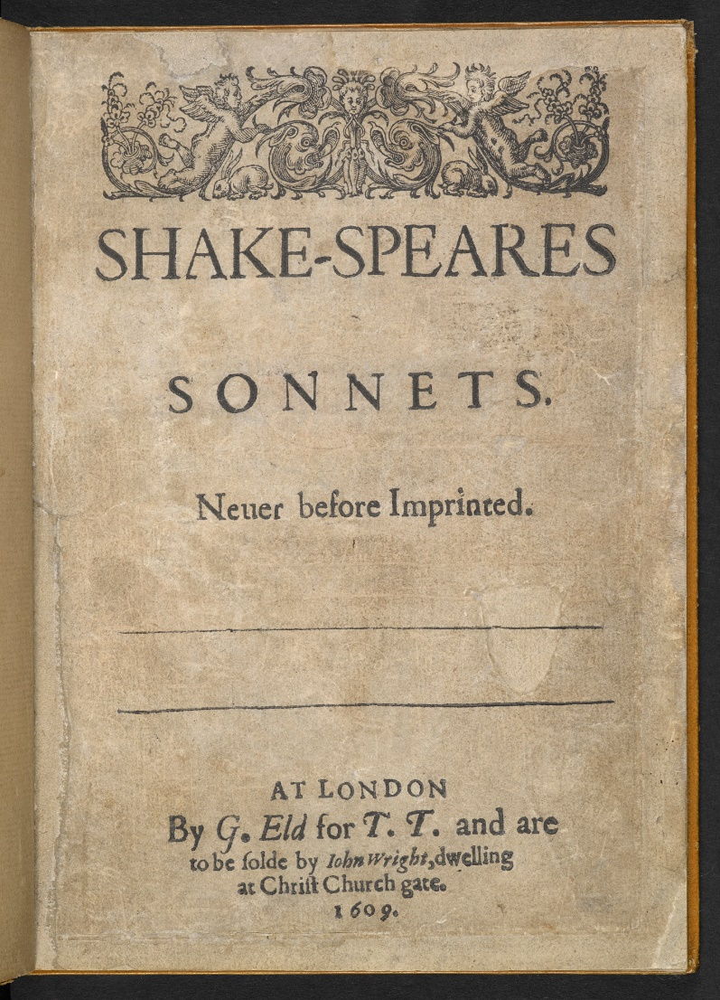 SHAKE-SPEARES
SONNETS.
Neuer before Imprinted.
AT LONDON
By G. Eld for T. T. and are
to be ſolde by Iohn Wright, dwelling
at Chriſt Church gate.
1609.